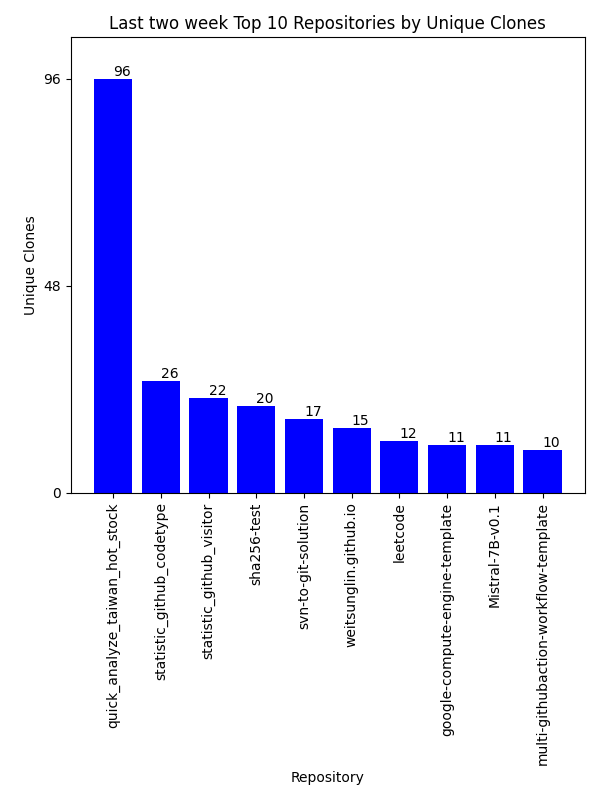 Last two week Top 10 Repositories by Unique Clones
Unique Clones
96
48
0
96
26
22
20
17
15
12
11
11
10
quick_analyze_taiwan_hot_stock
statistic_github_codetype
statistic_github_visitor
sha256-test
svn-to-git-solution
weitsunglin.github.io
leetcode
google-compute-engine-template
Mistral-7B-v0.1
multi-githubaction-workflow-template
Repository